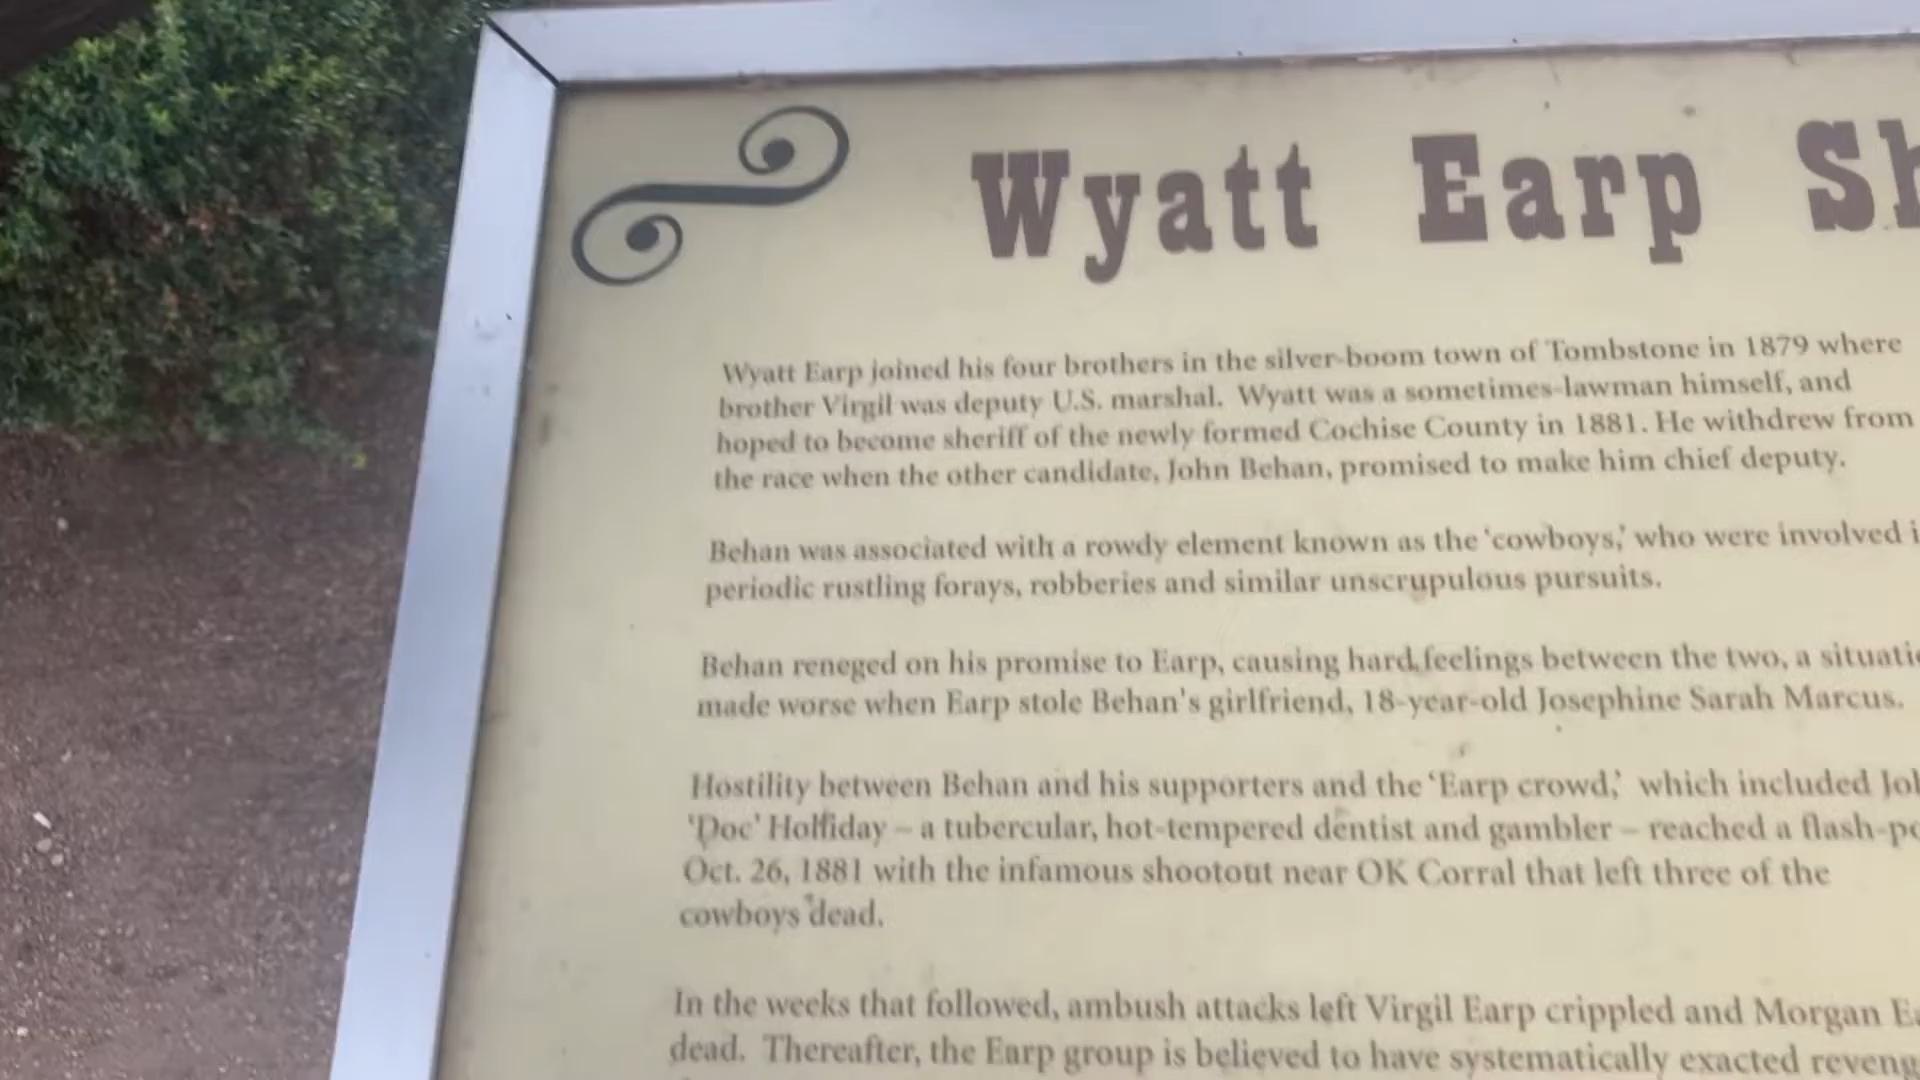 Wyatt Earp
Wyatt Earp joined his four brothers in the silver-boom town of Tombstone in 1879 where
brother Virgil was deputy U.S. marshal. Wyatt was a sometimes-lawman himself, and
hoped to become sheriff of the newly formed Cochise County in 1881. He withdrew from
the race when the other candidate, John Behan, promised to make him chief deputy.
Behan was associated with a rowdy element known as the 'cowboys,' who were involved
periodic rustling forays, robberies and similar unscrupulous pursuits.
Behan reneged on his promise to Earp, causing hard feelings between the two, a
made worse when Earp stole Behan's girlfriend, 18-year-old Josephine Sarah Marcus.
Hostility between Behan and his supporters and the 'Earp crowd,' which included
'Doc' Holliday – a tubercular, hot-tempered dentist and gambler – reached a
Oct. 26, 1881 with the infamous shootout near OK Corral that left three of the
cowboys dead.
In the weeks that followed, ambush attacks left Virgil Earp crippled and Morgan
dead. Thereafter, the Earp group is believed to have systematically exacted